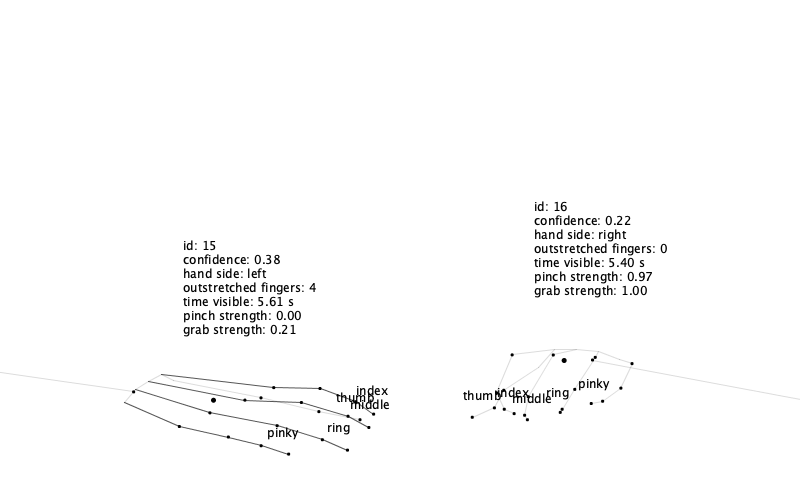 id: 15
confidence: 0.38
hand side: left
outstretched fingers: 4
time visible: 5.61 s
pinch strength: 0.00
grab strength: 0.21
id: 16
confidence: 0.22
hand side: right
outstretched fingers: 0
time visible: 5.40 s
pinch strength: 0.97
grab strength: 1.00
index
thumb
middle
ring
pinky
thumb
index
middle
ring
pinky